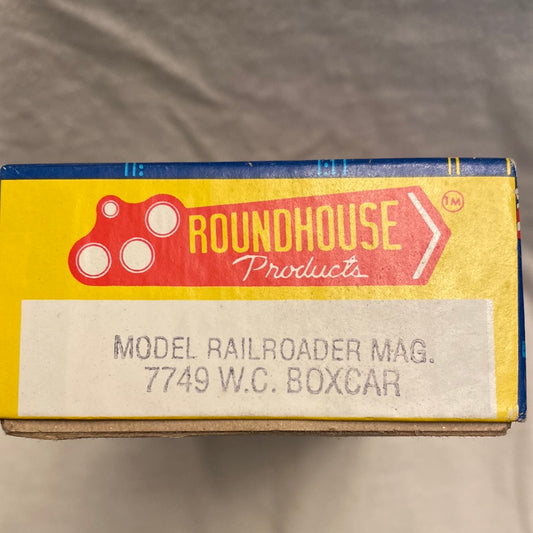 ROUNDHOUSE
Products
TM
MODEL RAILROADER MAG.
7749 W.C. BOXCAR